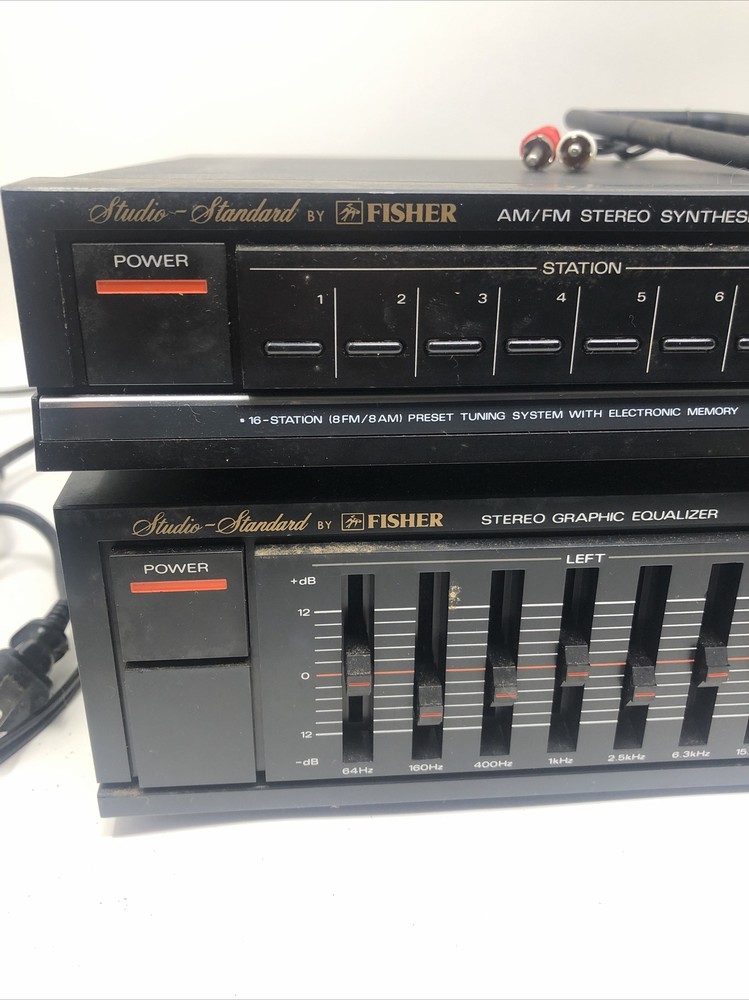 Studio-Standard BY FISHER AM/FM STEREO
POWER
STATION
1 2 3 4 5 6
16-STATION (8FM/8AM) PRESET TUNING SYSTEM WITH ELECTRONIC MEMORY
Studio-Standard BY FISHER STEREO GRAPHIC EQUALIZER
POWER
LEFT
+dB
12
0
12
-dB
64Hz 160Hz 400Hz 1kHz 2.5kHz 6.3kHz